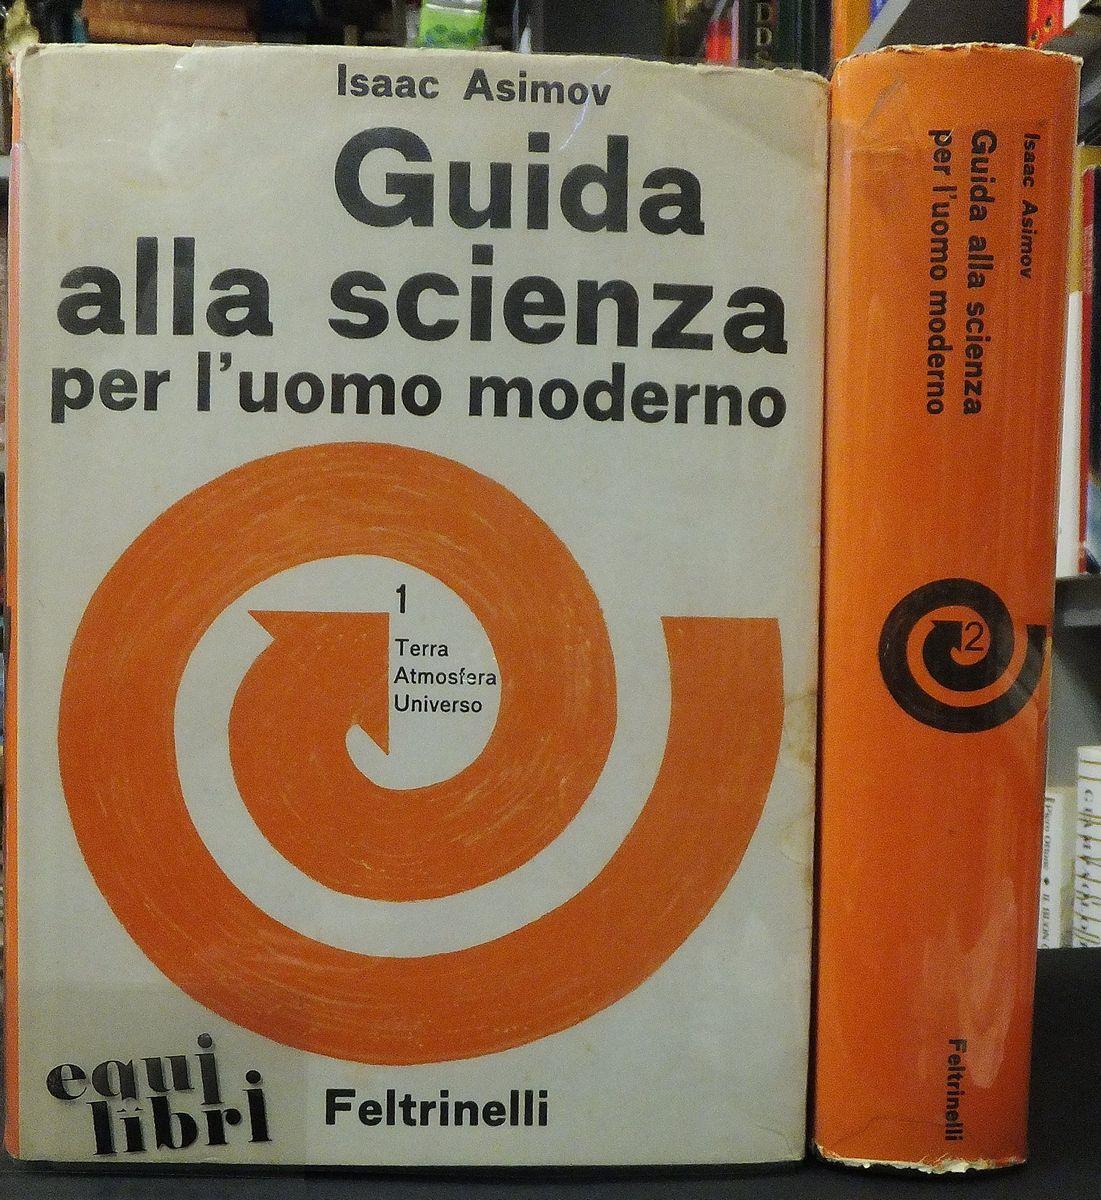 Isaac Asimov
Guida
alla scienza
per l'uomo moderno
1
Terra
Atmosfera
Universo
equi
libri
Feltrinelli
Isaac Asimov
Guida alla scienza
per l'uomo moderno
2
Feltrinelli